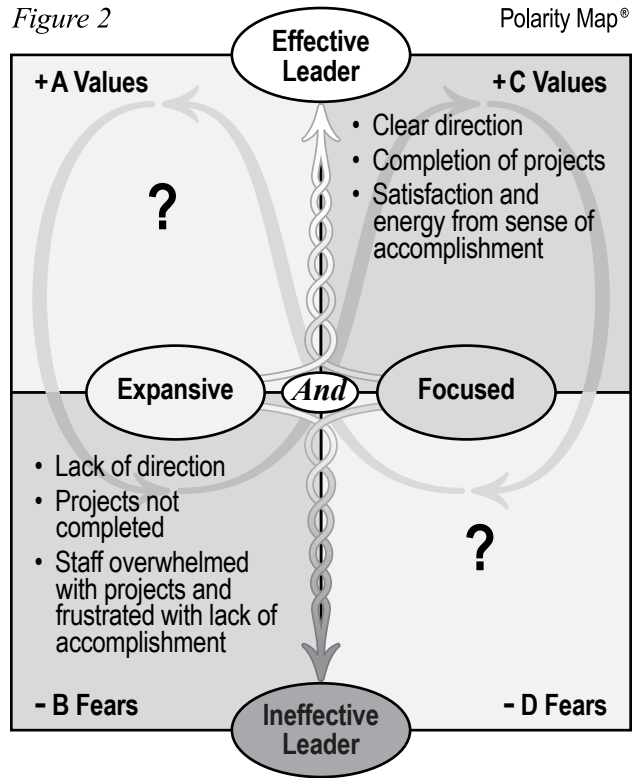 Figure 2
Polarity Map®
Effective
Leader
+A Values
+C Values
• Clear direction
• Completion of projects
• Satisfaction and
energy from sense of
accomplishment
?
Expansive
And
Focused
• Lack of direction
• Projects not
completed
• Staff overwhelmed
with projects and
frustrated with lack of
accomplishment
?
- B Fears
- D Fears
Ineffective
Leader